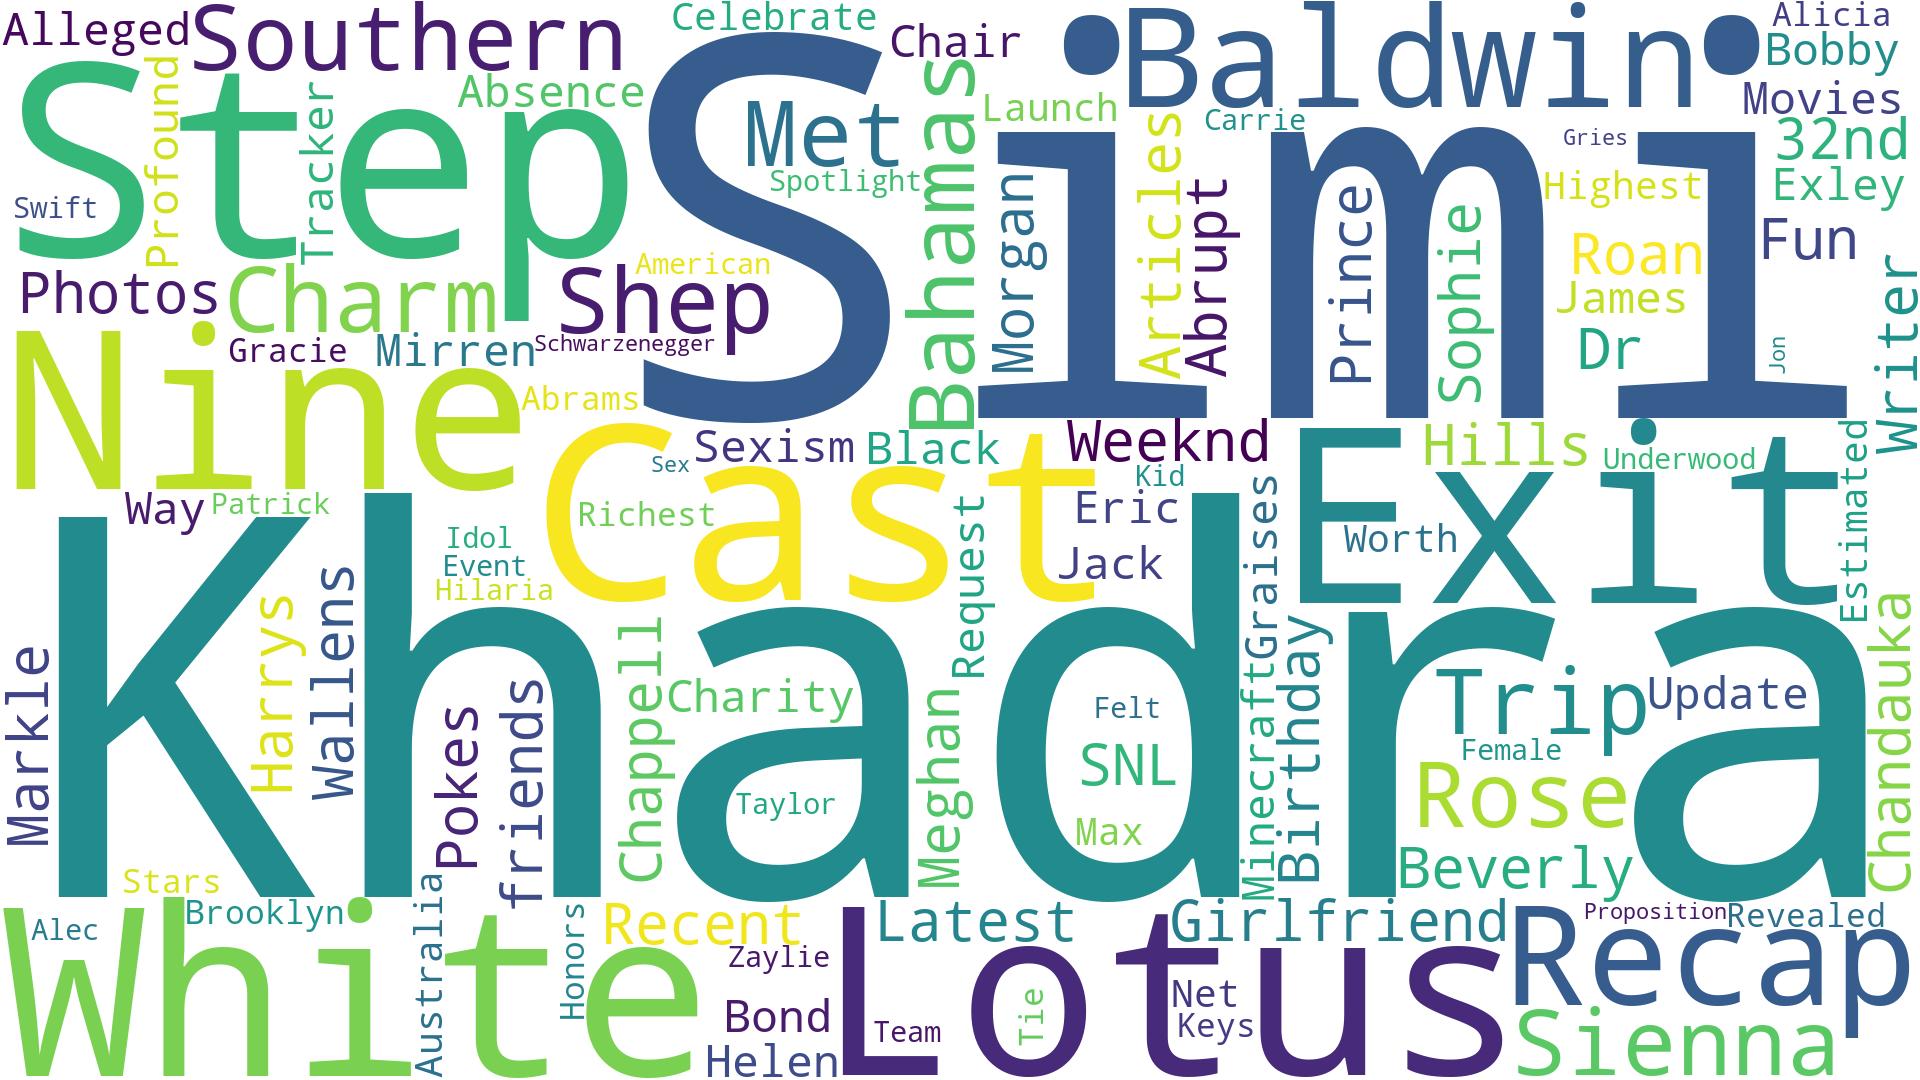 Alleged
Southern
Celebrate
Chair
•Baldwin•
Alicia
Bobby
Movies
Step
Profound
Tracker
Absence
Simi
Met
Spotlight
Bahamas
Launch
Carrie
Gries
32nd
Exley
Swift
Morgan
Articles
Abrupt
Prince
Sophie
Highest
Roan
James
Fun
Dr
Jon
Writer
Photos
Charm
Shep
American
Nine
Gracie
Mirren
Schwarzenegger
Abrams
Cast
Sexism
Sex
Black
Weeknd
Kid
Exit
Hills
Underwood
Estimated
Way
Patrick
Richest
Idol
Event
Hilaria
Request
Eric
Jack
Worth
Graises
Khadra
Markle
Harrys
Wallens
Pokes
friends
Chappell
Charity
Taylor
Meghan
Felt
SNL
Max
Minecraft
Birthday
Trip
Update
Female
Rose
Beverly
Chandauka
Stars
Brooklyn
Alec
White
Australia
Honors
Recent
Zaylie
Bond
Helen
Latest
Lotus
Team
Tie
Girlfriend
Net
Keys
Proposition
Revealed
Recap
Sienna